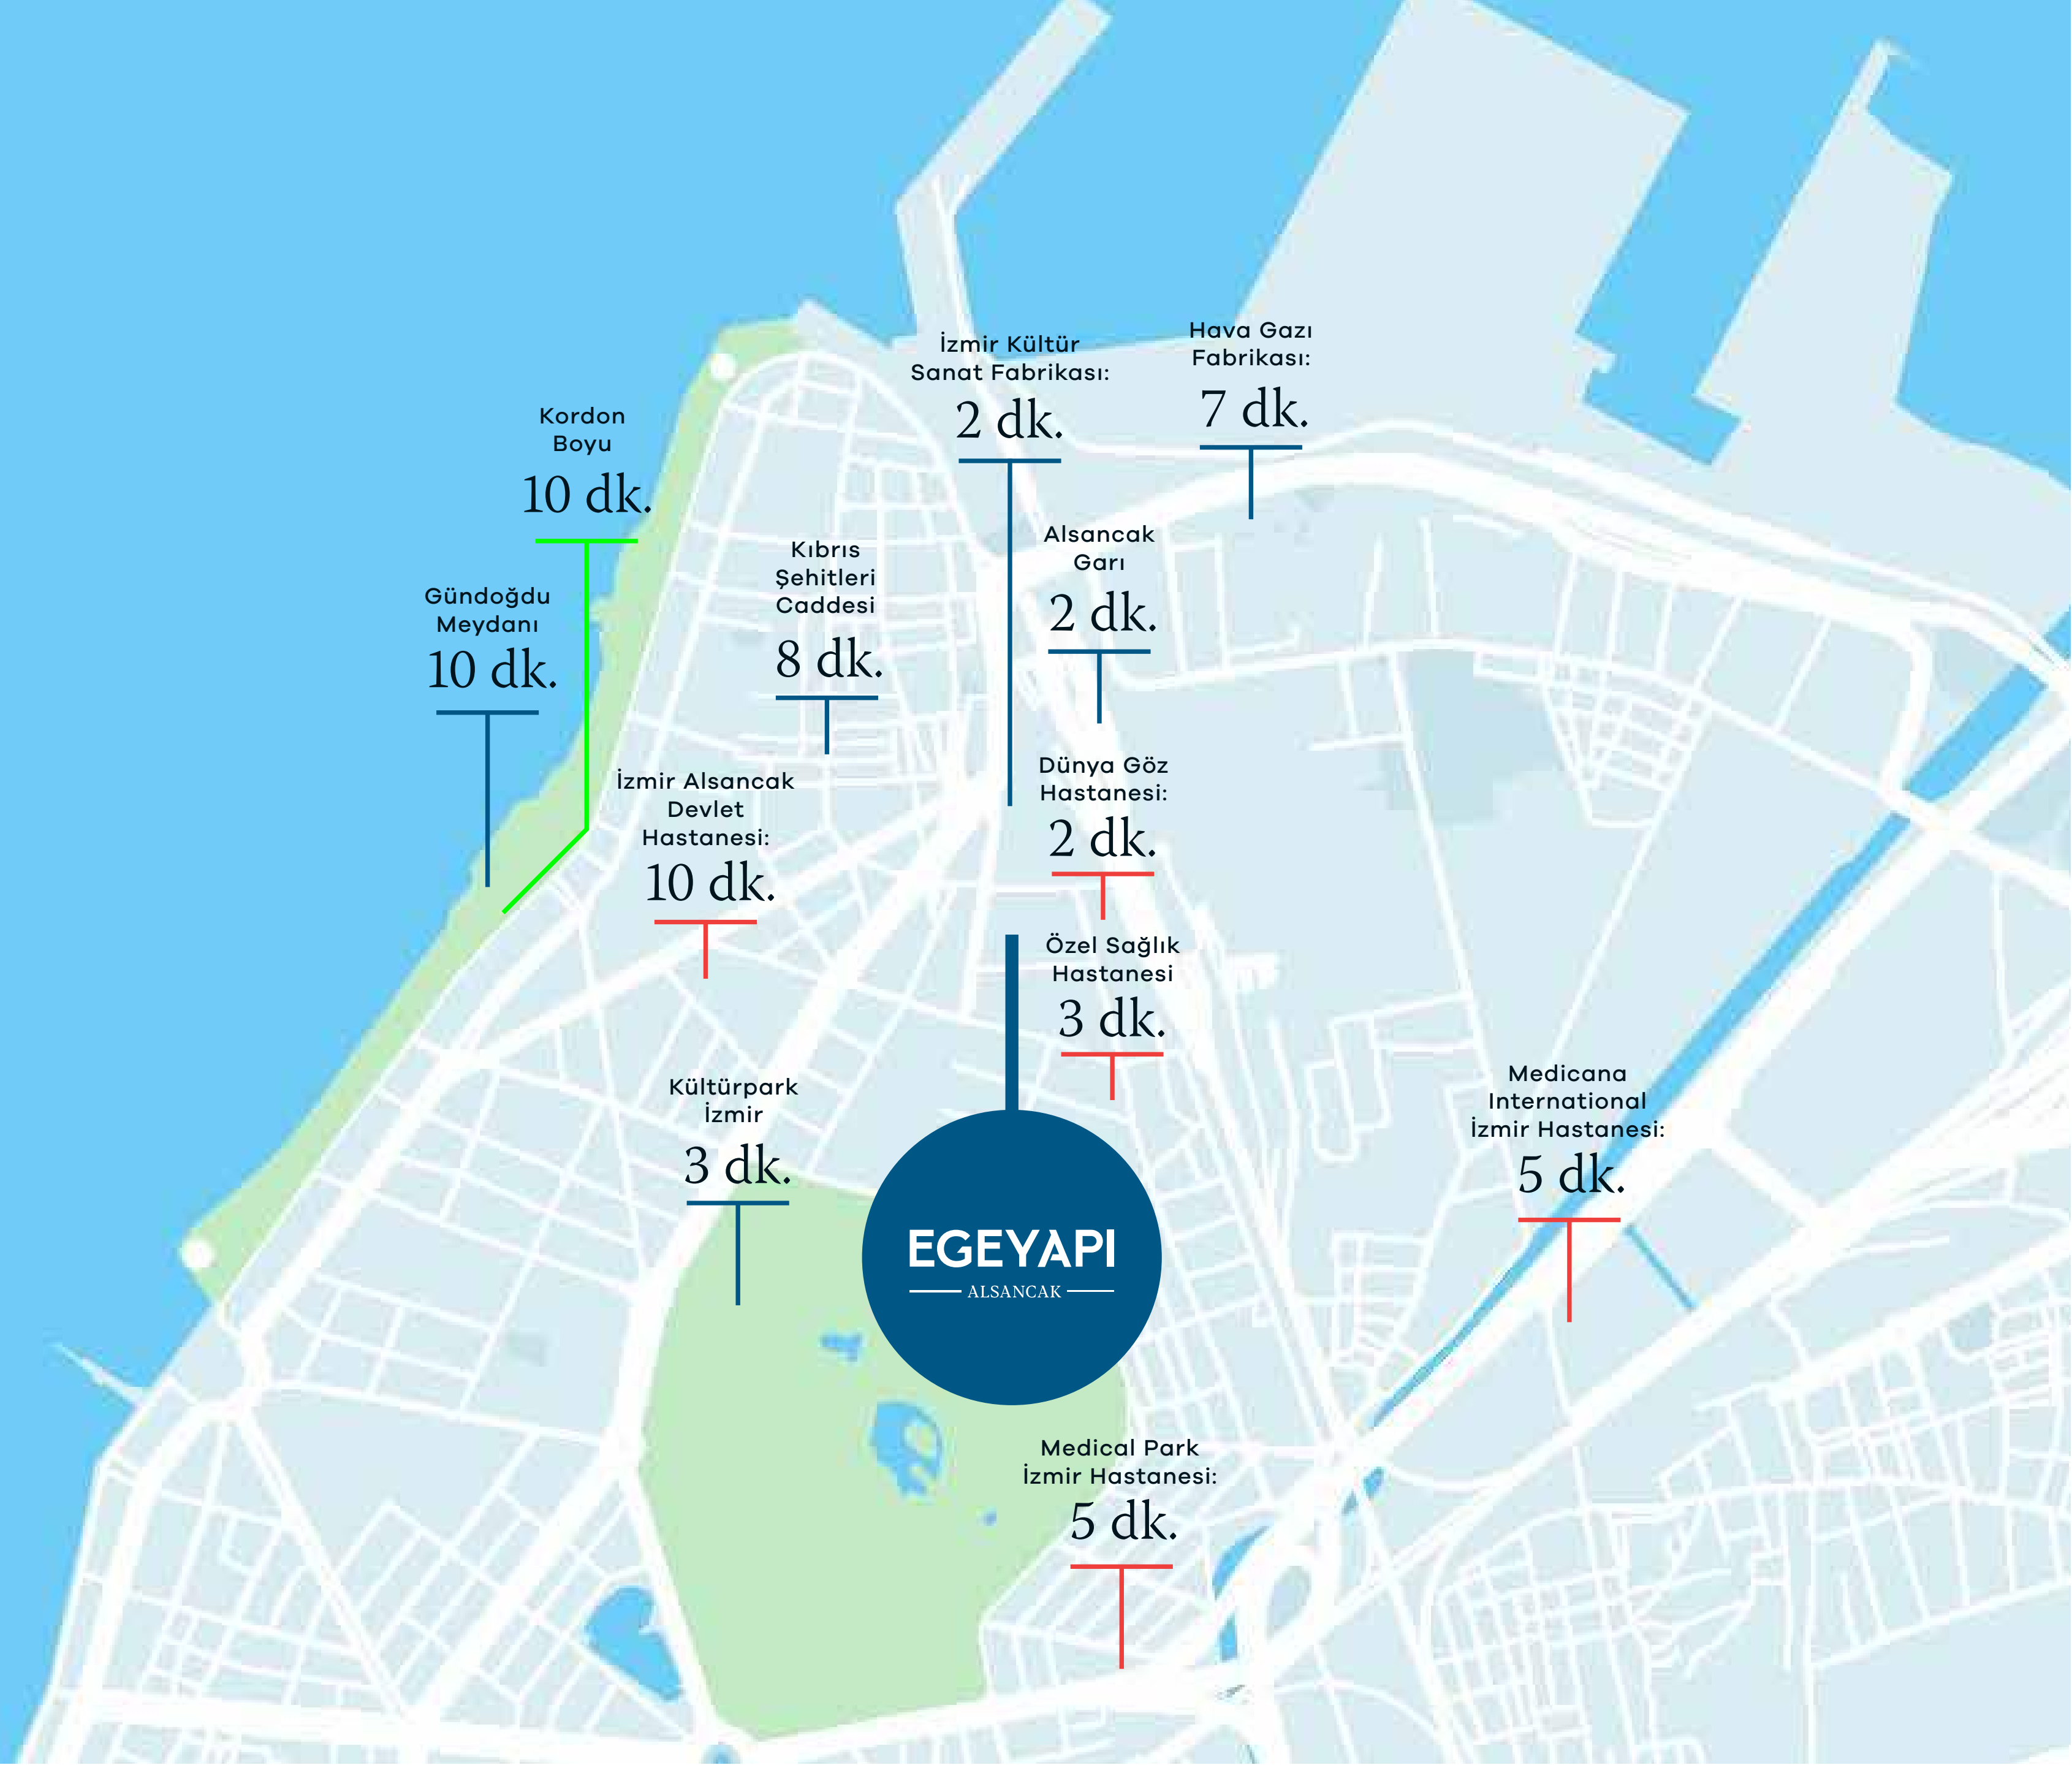 İzmir Kültür
Sanat Fabrikası:
2 dk.
Hava Gazı
Fabrikası:
7 dk.
Kordon
Boyu
10 dk.
Gündoğdu
Meydanı
10 dk.
Kıbrıs
Şehitleri
Caddesi
8 dk.
Alsancak
Garı
2 dk.
İzmir Alsancak
Devlet
Hastanesi:
10 dk.
Dünya Göz
Hastanesi:
2 dk.
Özel Sağlık
Hastanesi
3 dk.
Kültürpark
İzmir
3 dk.
Medicana
International
İzmir Hastanesi:
5 dk.
EGEYAPI
ALSANCAK
Medical Park
İzmir Hastanesi:
5 dk.